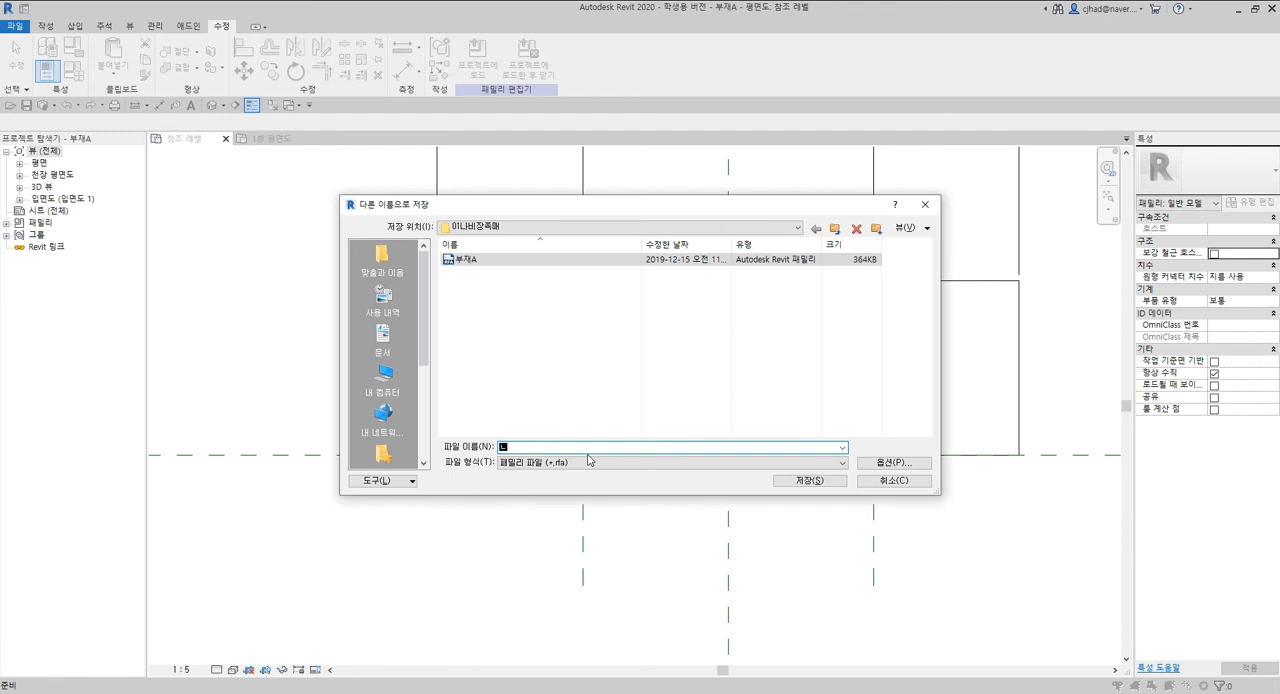 Autodesk Revit 2020 - 학생용 버전 - 부재A - 평면도: 참조 레벨
cjhad@naver....
파일 작성 삽입 주석 뷰 관리 애드인 수정
수정
붙여넣기
절단
결합
프로젝트에 로드
프로젝트에 로드한 후 닫기
선택 특성 클립보드 형상 수정 측정 작성 패밀리 편집기
프로젝트 탐색기 - 부재A
참조 레벨
1층 평면도
뷰 (전체)
평면
천장 평면도
3D 뷰
입면도 (입면도 1)
시트 (전체)
패밀리
그룹
Revit 링크
다른 이름으로 저장
저장 위치(I):
이나비장쪽매
뷰(V)
이름 수정한 날짜 유형 크기
부재A 2019-12-15 오전 11... Autodesk Revit 패밀리 364KB
맞춤과 이음
사용 내역
문서
내 컴퓨터
내 네트워...
파일 이름(N): ㄴ
파일 형식(T): 패밀리 파일 (*.rfa)
옵션(P)...
도구(L)
저장(S)
취소(C)
특성
R
패밀리: 일반 모델
유형 편집
구속조건
호스트
구조
보강 철근 호스...
치수
원형 커넥터 치수 지름 사용
기계
부품 유형 보통
ID 데이터
OmniClass 번호
OmniClass 제목
기타
작업 기준면 기반
항상 수직
로드될 때 보이...
공유
룸 계산 점
특성 도움말
적용
1 : 5
준비
:0